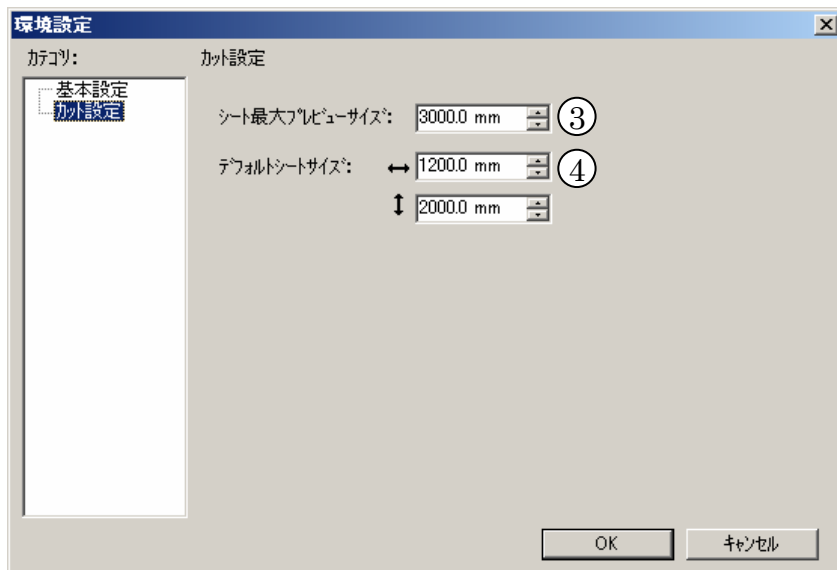 環境設定
ｶﾃｺﾞﾘ:
ｶｯﾄ設定
基本設定
ｶｯﾄ設定
ｼｰﾄ最大ﾌﾟﾚﾋﾞｭｰｻｲｽﾞ: 3000.0 mm ③
ﾃﾞﾌｫﾙﾄｼｰﾄｻｲｽﾞ: ↔ 1200.0 mm ④
↕ 2000.0 mm
OK ｷｬﾝｾﾙ